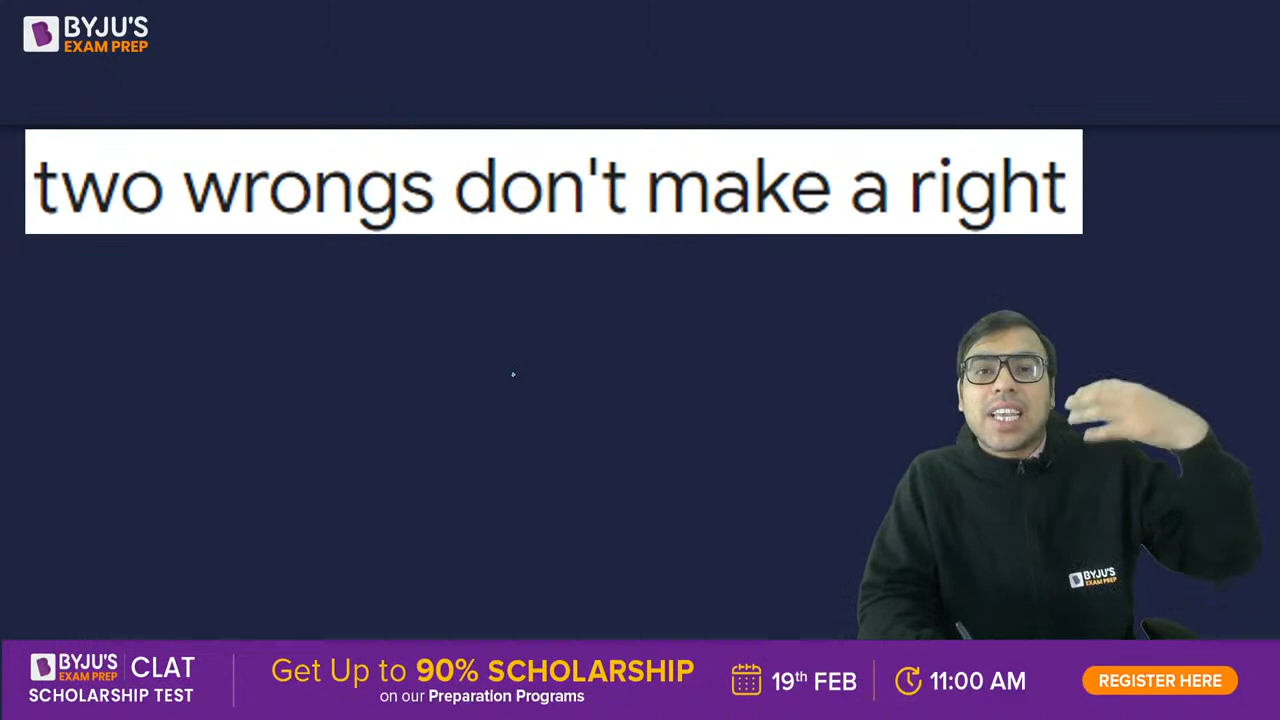 BYJU'S
EXAM PREP
two wrongs don't make a right
BYJU'S
EXAM PREP
BYJU'S
EXAM PREP
CLAT
SCHOLARSHIP TEST
Get Up to 90% SCHOLARSHIP
on our Preparation Programs
19th FEB
11:00 AM
REGISTER HERE